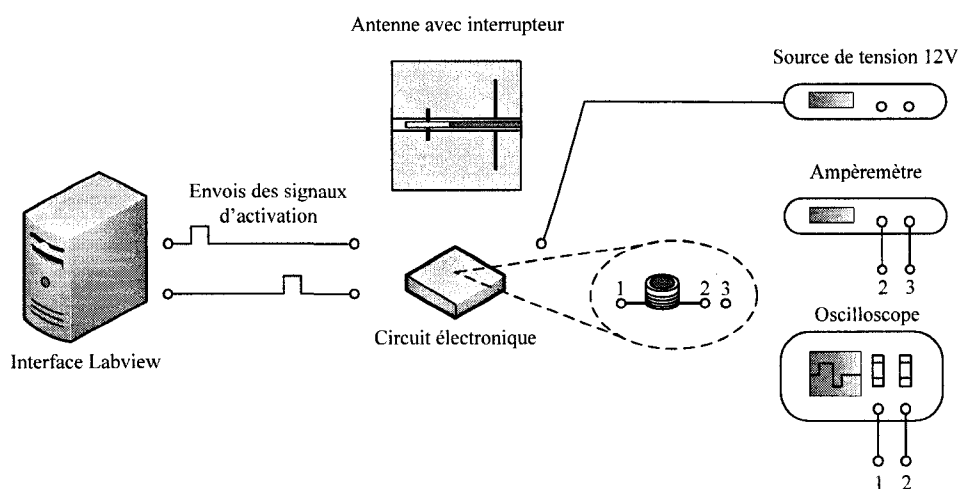 Antenne avec interrupteur
Source de tension 12V
Envois des signaux
d'activation
Ampèremètre
1
2
3
2
3
Circuit électronique
Oscilloscope
Interface Labview
1
2